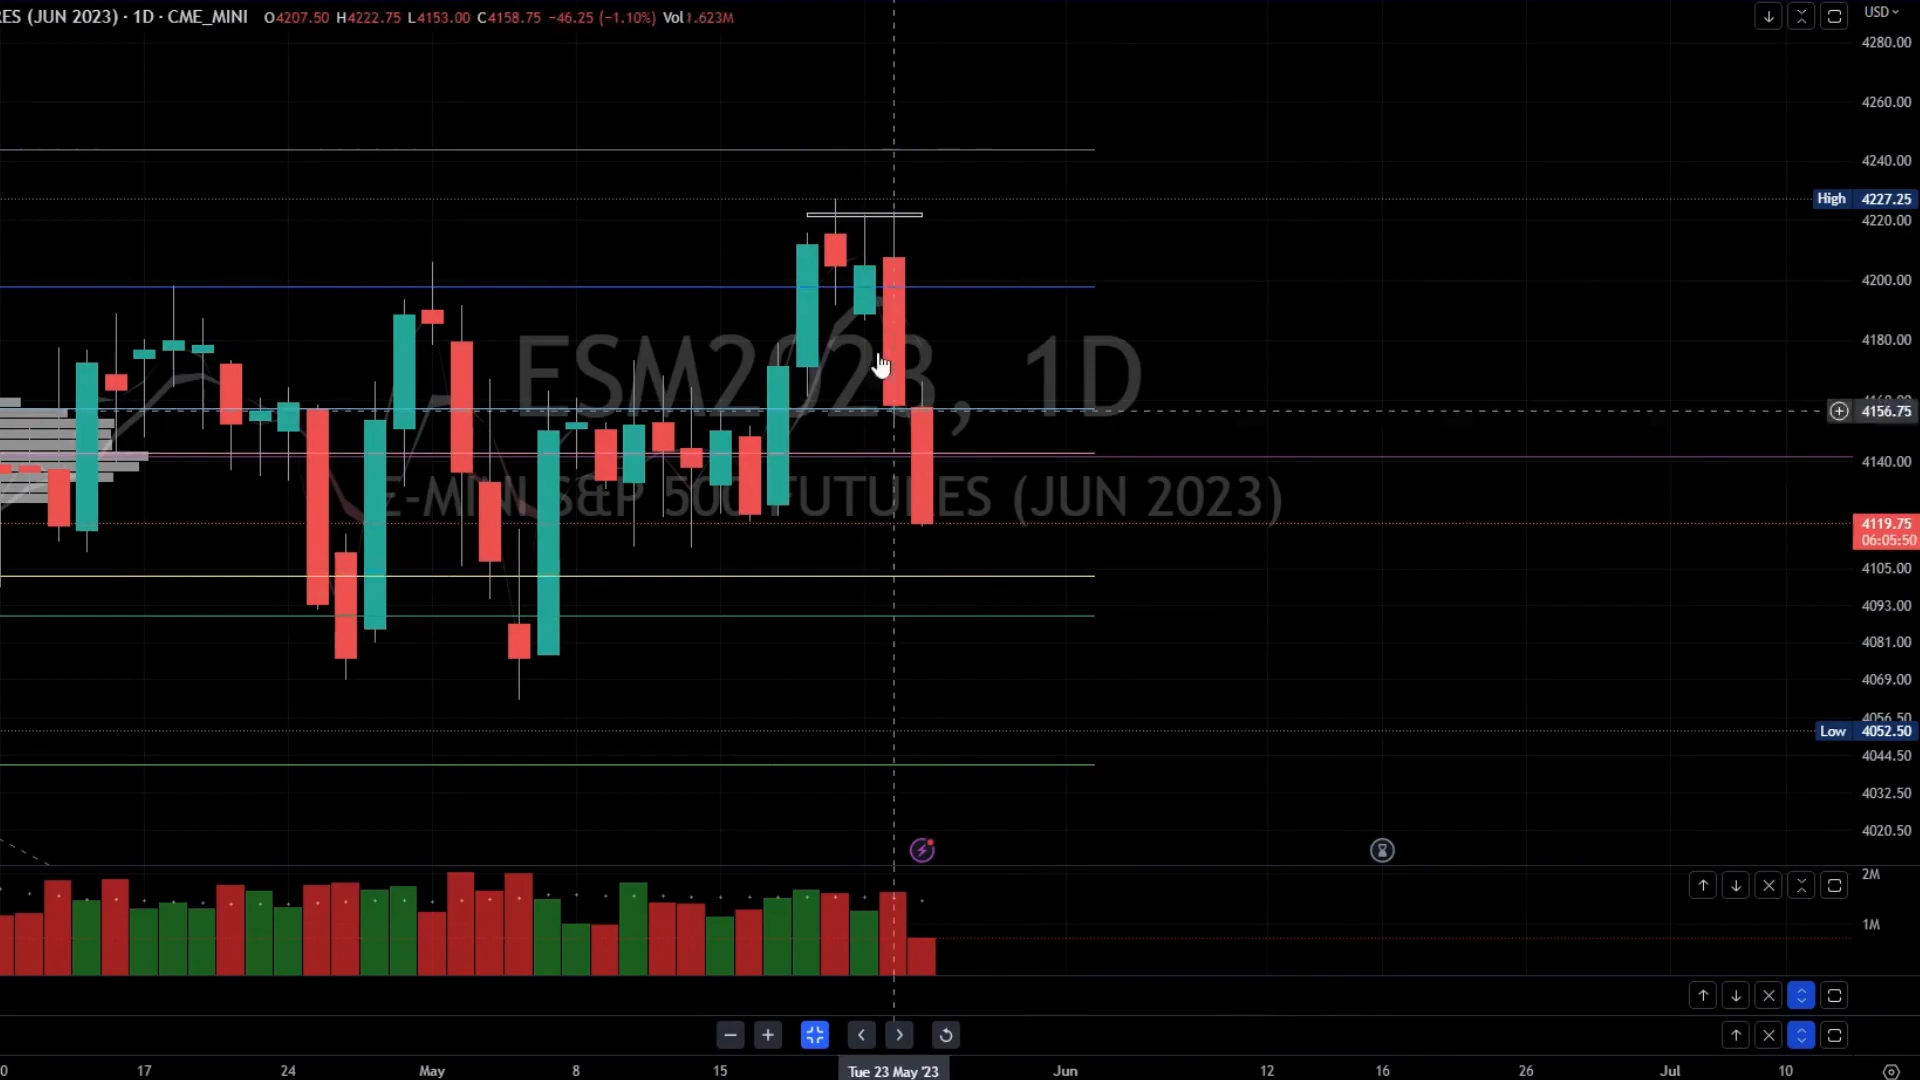 ES (JUN 2023) · 1D · CME_MINI O4207.50 H4222.75 L4153.00 C4158.75 −46.25 (−1.10%) Vol1.623M
USD
4280.00
4260.00
4240.00
High 4227.25
4220.00
4200.00
4180.00
ESM2023, 1D
4156.75
4140.00
E-MINI S&P 500 FUTURES (JUN 2023)
4119.75
06:05:50
4105.00
4093.00
4081.00
4069.00
4056.50
Low 4052.50
4044.50
4032.50
4020.50
2M
1M
0 17 24 May 8 15 Tue 23 May '23 Jun 12 16 26 Jul 10